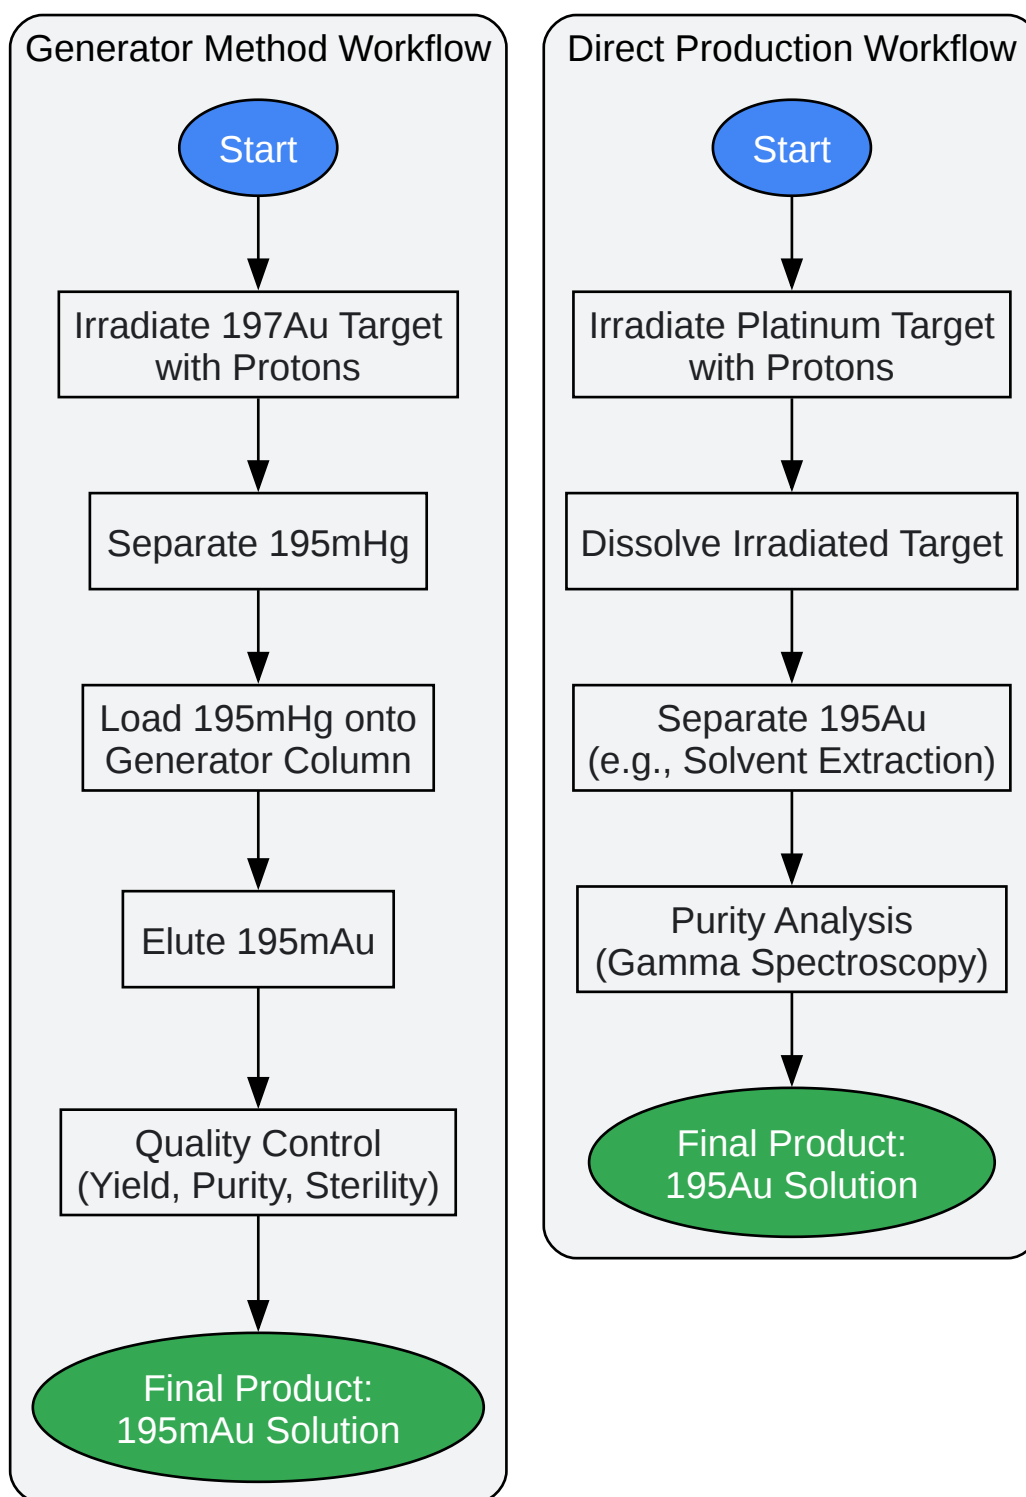 Generator Method Workflow
Start
Irradiate 197Au Target
with Protons
Separate 195mHg
Load 195mHg onto
Generator Column
Elute 195mAu
Quality Control
(Yield, Purity, Sterility)
Final Product:
195mAu Solution
Direct Production Workflow
Start
Irradiate Platinum Target
with Protons
Dissolve Irradiated Target
Separate 195Au
(e.g., Solvent Extraction)
Purity Analysis
(Gamma Spectroscopy)
Final Product:
195Au Solution